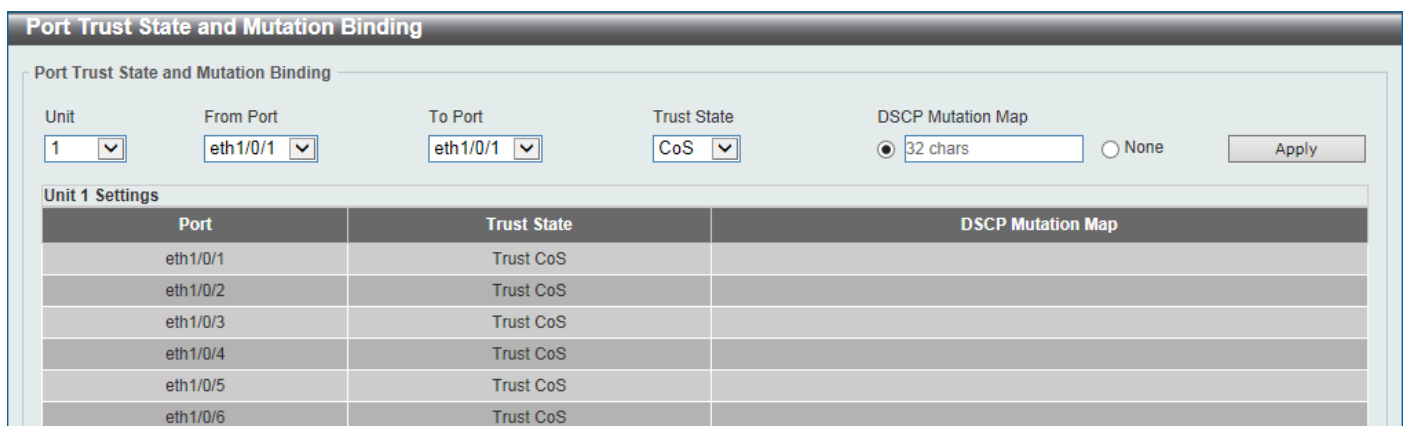 Port Trust State and Mutation Binding
Port Trust State and Mutation Binding
Unit From Port To Port Trust State DSCP Mutation Map
1 eth1/0/1 eth1/0/1 CoS 32 chars None Apply
Unit 1 Settings
Port Trust State DSCP Mutation Map
eth1/0/1 Trust CoS
eth1/0/2 Trust CoS
eth1/0/3 Trust CoS
eth1/0/4 Trust CoS
eth1/0/5 Trust CoS
eth1/0/6 Trust CoS